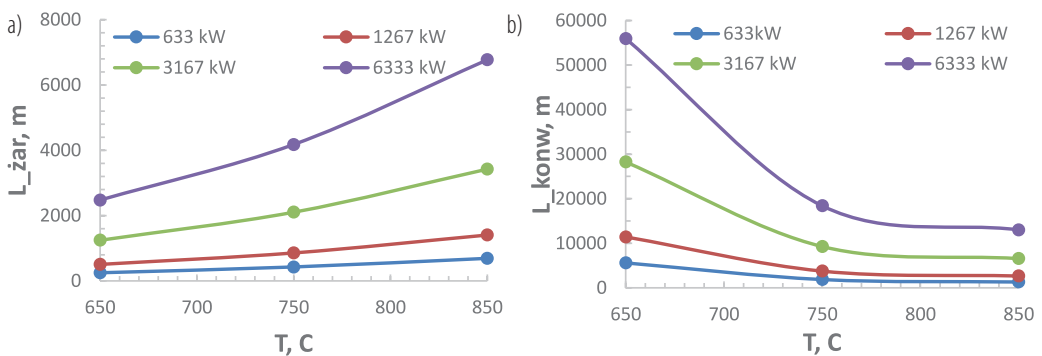 a)
8000
6000
4000
2000
0
L_żar, m
633 kW
1267 kW
3167 kW
6333 kW
650 700 750 800 850
T, C
b)
60000
50000
40000
30000
20000
10000
0
L_konw, m
633kW
1267 kW
3167 kW
6333 kW
650 700 750 800 850
T, C